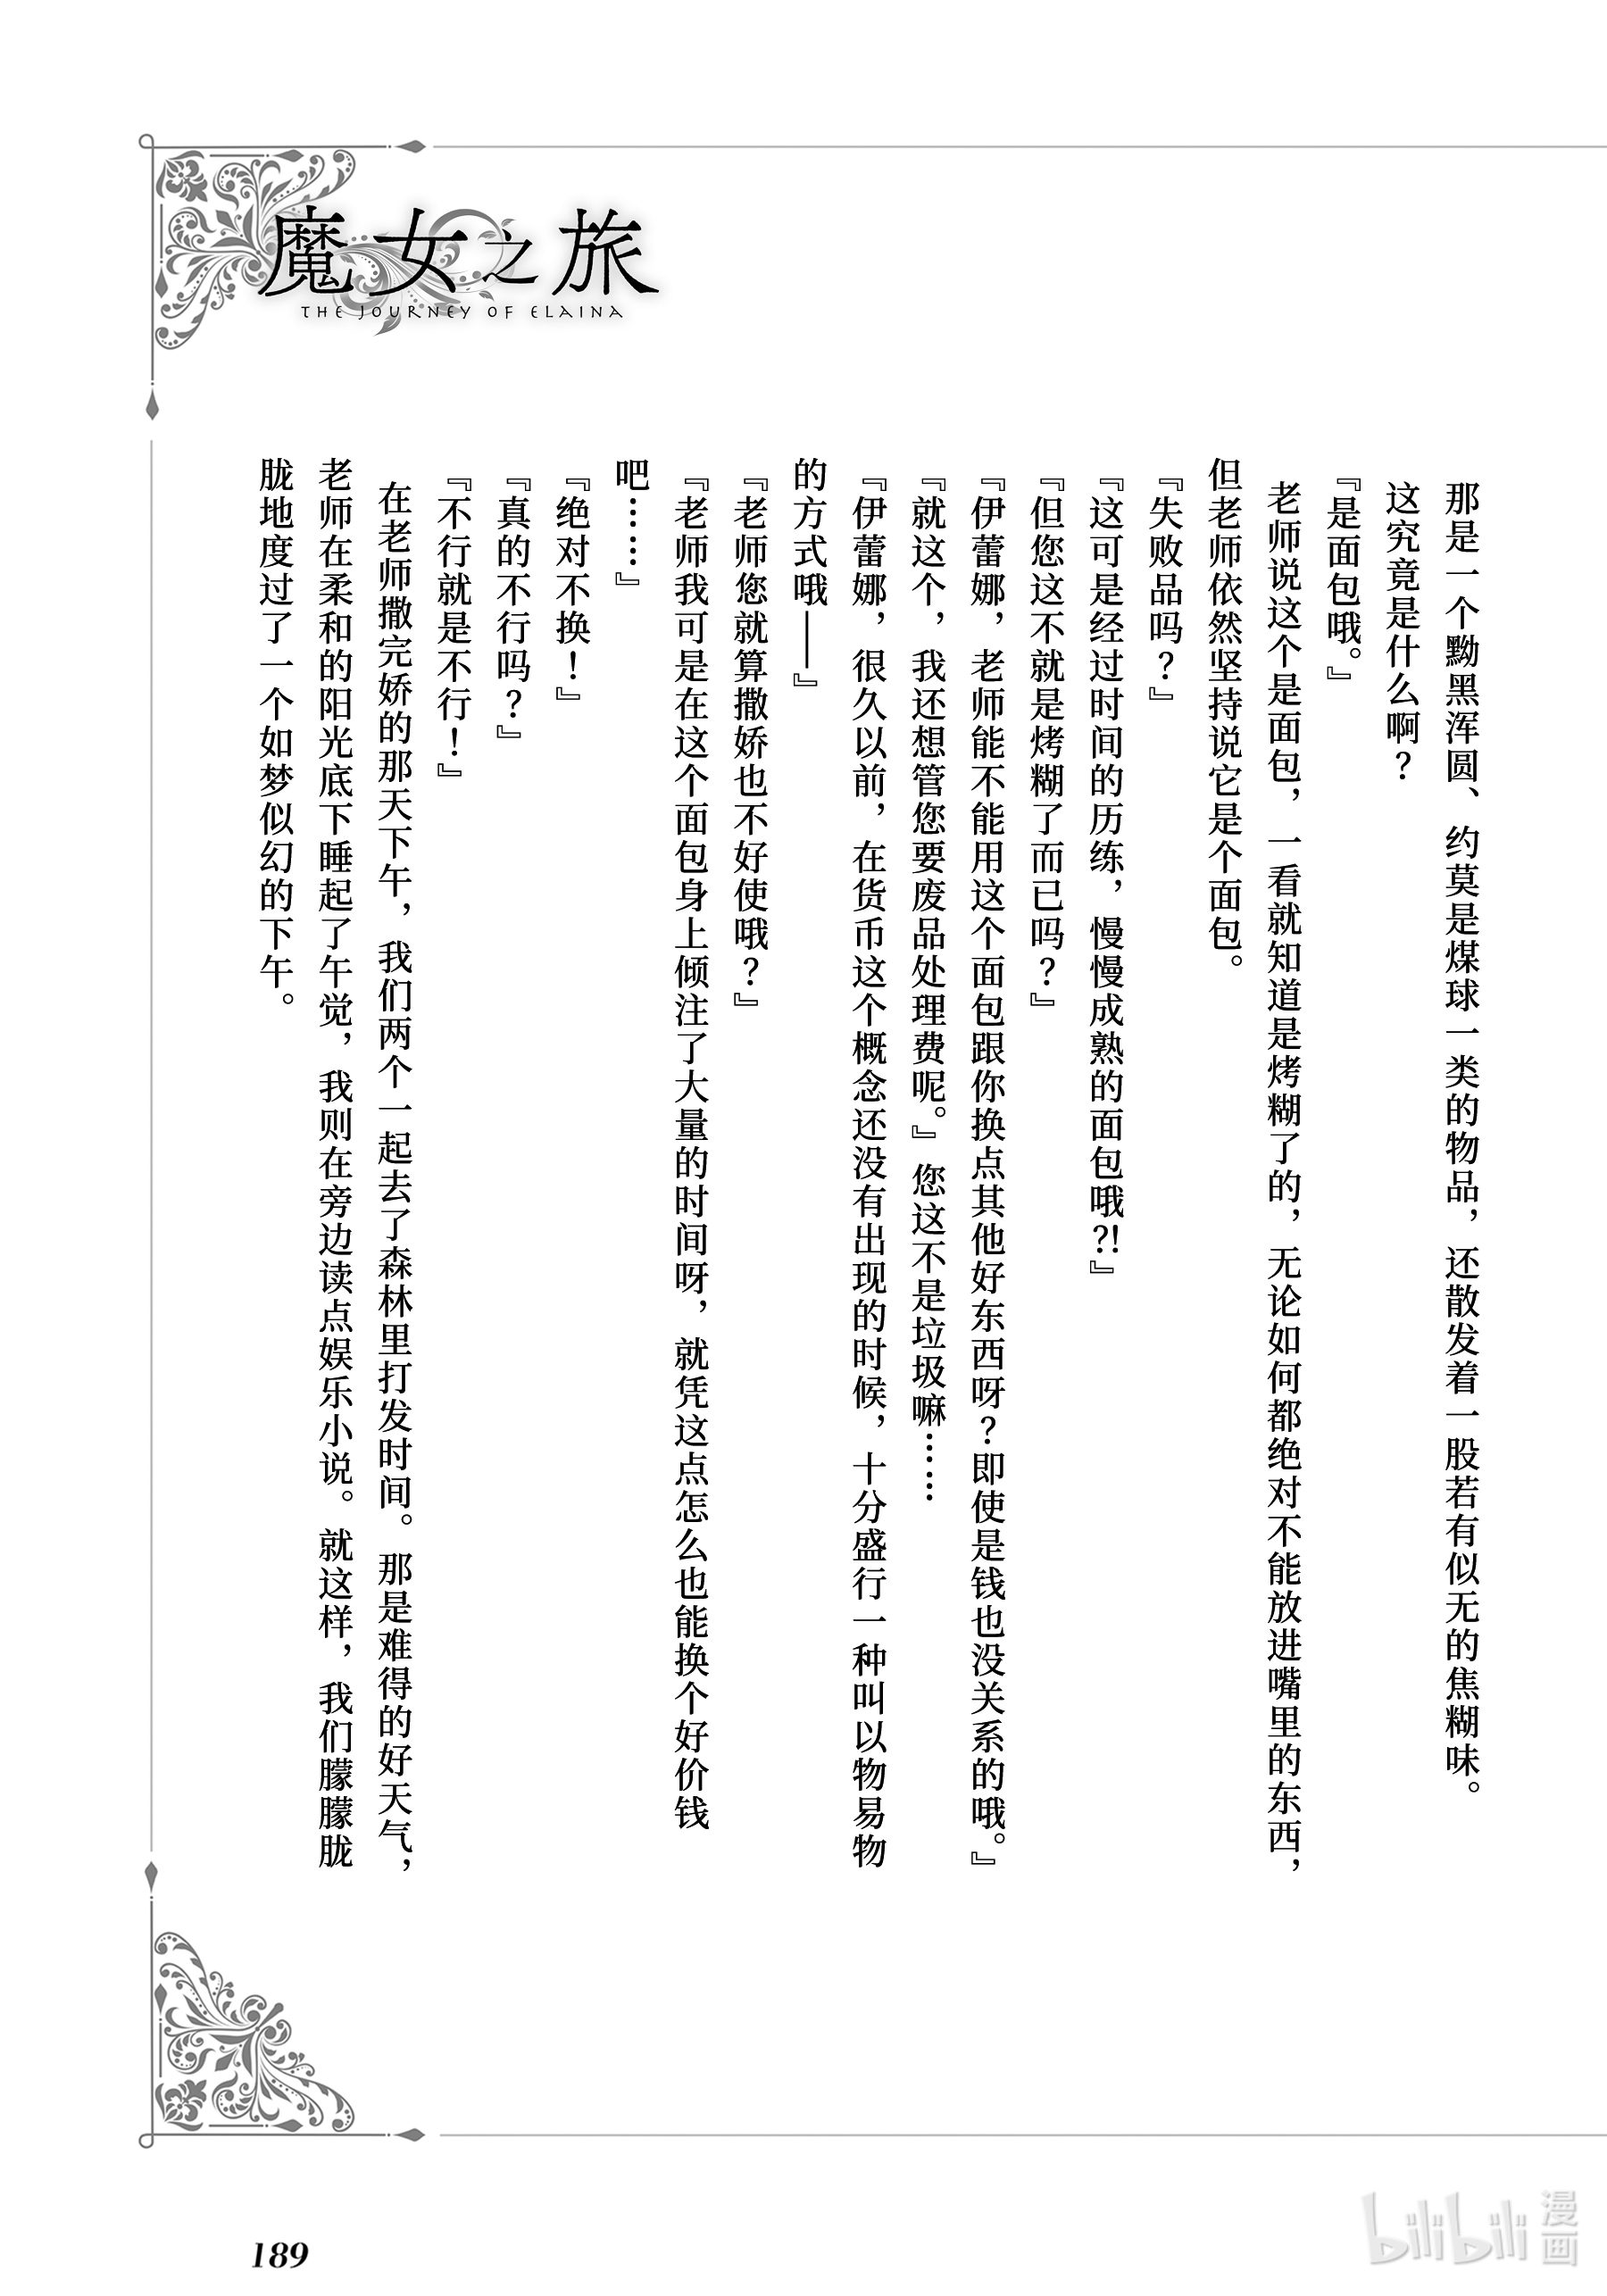 魔女之旅
THE JOURNEY OF ELAINA
那是一个黝黑浑圆、约莫是煤球一类的物品，还散发着一股若有似无的焦糊味。
这究竟是什么啊？
『是面包哦。』
老师说这个是面包，一看就知道是烤糊了的，无论如何都绝对不能放进嘴里的东西，
但老师依然坚持说它是个面包。
『失败品吗？』
『这可是经过时间的历练，慢慢成熟的面包哦?!』
『但您这不就是烤糊了而已吗？』
『伊蕾娜，老师能不能用这个面包跟你换点其他好东西呀？即使是钱也没关系的哦。』
『就这个，我还想管您要废品处理费呢。』您这不是垃圾嘛……
『伊蕾娜，很久以前，在货币这个概念还没有出现的时候，十分盛行一种叫以物易物
的方式哦——』
『老师您就算撒娇也不好使哦？』
『老师我可是在这个面包身上倾注了大量的时间呀，就凭这点怎么也能换个好价钱
吧……』
『绝对不换！』
『真的不行吗？』
『不行就是不行！』
在老师撒完娇的那天下午，我们两个一起去了森林里打发时间。那是难得的好天气，
老师在柔和的阳光底下睡起了午觉，我则在旁边读点娱乐小说。就这样，我们朦朦胧
胧地度过了一个如梦似幻的下午。
189
bilibili 漫画